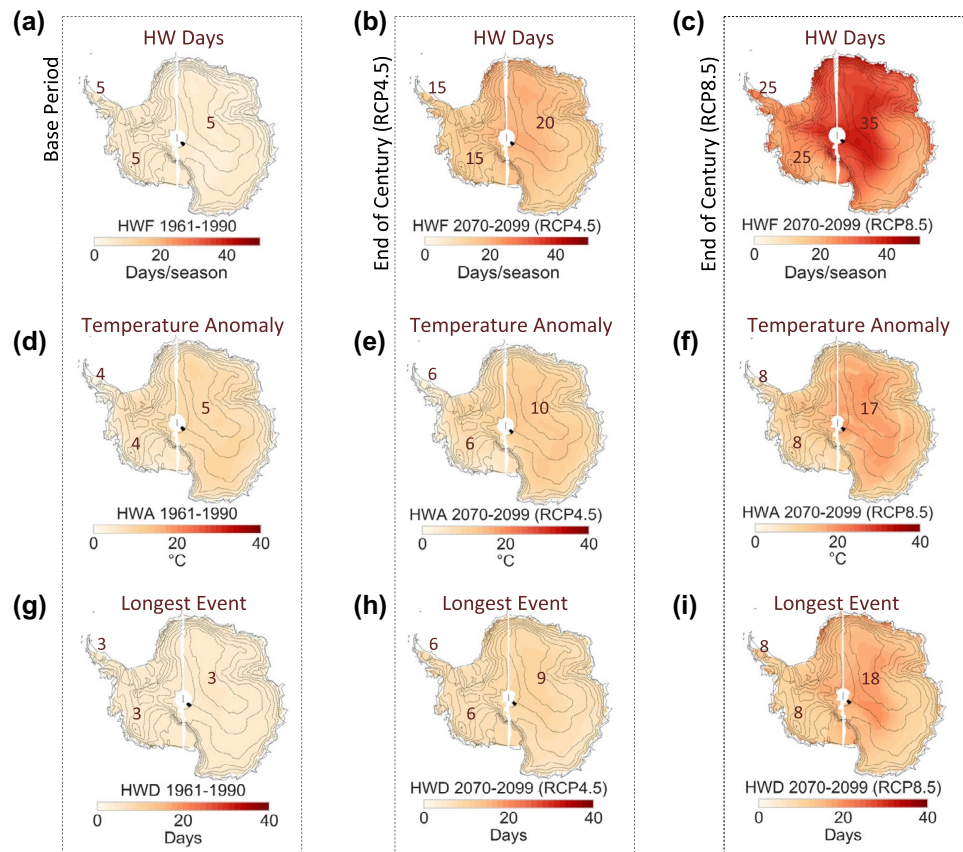 (a)
HW Days
Base Period
5
5
5
HWF 1961-1990
0 20 40
Days/season
(b)
HW Days
End of Century (RCP4.5)
15
20
15
HWF 2070-2099 (RCP4.5)
0 20 40
Days/season
(c)
HW Days
End of Century (RCP8.5)
25
35
25
HWF 2070-2099 (RCP8.5)
0 20 40
Days/season
(d)
Temperature Anomaly
4
5
4
HWA 1961-1990
0 20 40
°C
(e)
Temperature Anomaly
6
10
6
HWA 2070-2099 (RCP4.5)
0 20 40
°C
(f)
Temperature Anomaly
8
17
8
HWA 2070-2099 (RCP8.5)
0 20 40
°C
(g)
Longest Event
3
3
3
HWD 1961-1990
0 20 40
Days
(h)
Longest Event
6
9
6
HWD 2070-2099 (RCP4.5)
0 20 40
Days
(i)
Longest Event
8
18
8
HWD 2070-2099 (RCP8.5)
0 20 40
Days